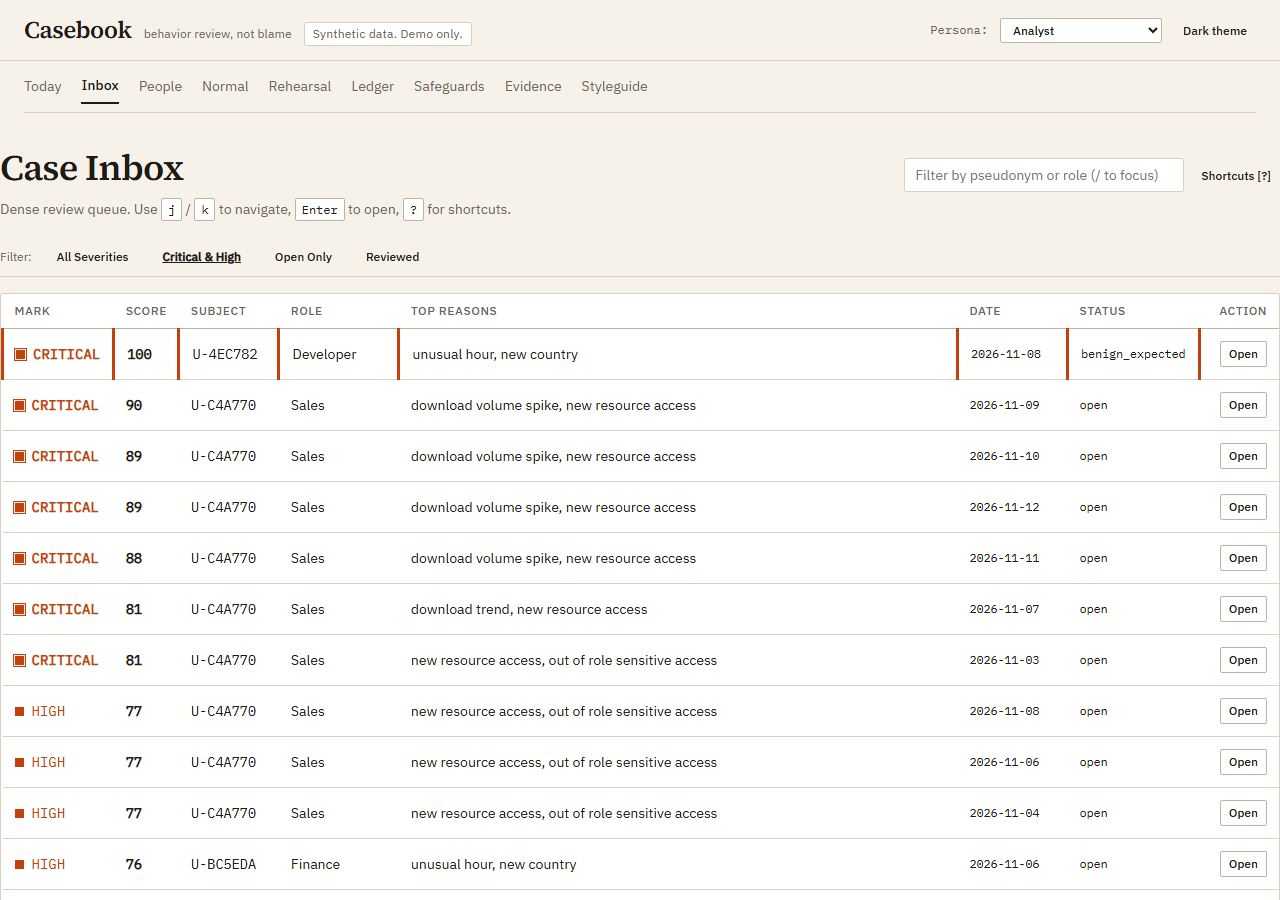 Casebook behavior review, not blame Synthetic data. Demo only. Persona: Analyst Dark theme
Today Inbox People Normal Rehearsal Ledger Safeguards Evidence Styleguide
Case Inbox
Filter by pseudonym or role (/ to focus) Shortcuts [?]
Dense review queue. Use j / k to navigate, Enter to open, ? for shortcuts.
Filter: All Severities Critical & High Open Only Reviewed
MARK SCORE SUBJECT ROLE TOP REASONS DATE STATUS ACTION
CRITICAL 100 U-4EC782 Developer unusual hour, new country 2026-11-08 benign_expected Open
CRITICAL 90 U-C4A770 Sales download volume spike, new resource access 2026-11-09 open Open
CRITICAL 89 U-C4A770 Sales download volume spike, new resource access 2026-11-10 open Open
CRITICAL 89 U-C4A770 Sales download volume spike, new resource access 2026-11-12 open Open
CRITICAL 88 U-C4A770 Sales download volume spike, new resource access 2026-11-11 open Open
CRITICAL 81 U-C4A770 Sales download trend, new resource access 2026-11-07 open Open
CRITICAL 81 U-C4A770 Sales new resource access, out of role sensitive access 2026-11-03 open Open
HIGH 77 U-C4A770 Sales new resource access, out of role sensitive access 2026-11-08 open Open
HIGH 77 U-C4A770 Sales new resource access, out of role sensitive access 2026-11-06 open Open
HIGH 77 U-C4A770 Sales new resource access, out of role sensitive access 2026-11-04 open Open
HIGH 76 U-BC5EDA Finance unusual hour, new country 2026-11-06 open Open